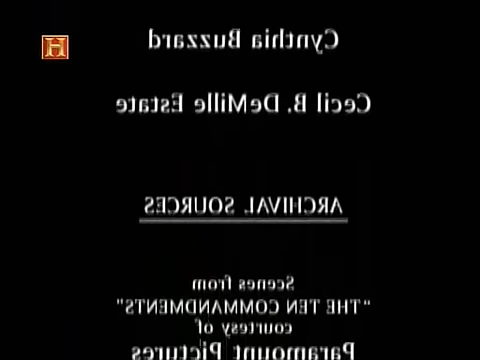 H
Cynthia Buzzard
Cecil B. DeMille Estate
ARCHIVAL SOURCES
Scenes from
"THE TEN COMMANDMENTS"
courtesy of
Paramount Pictures